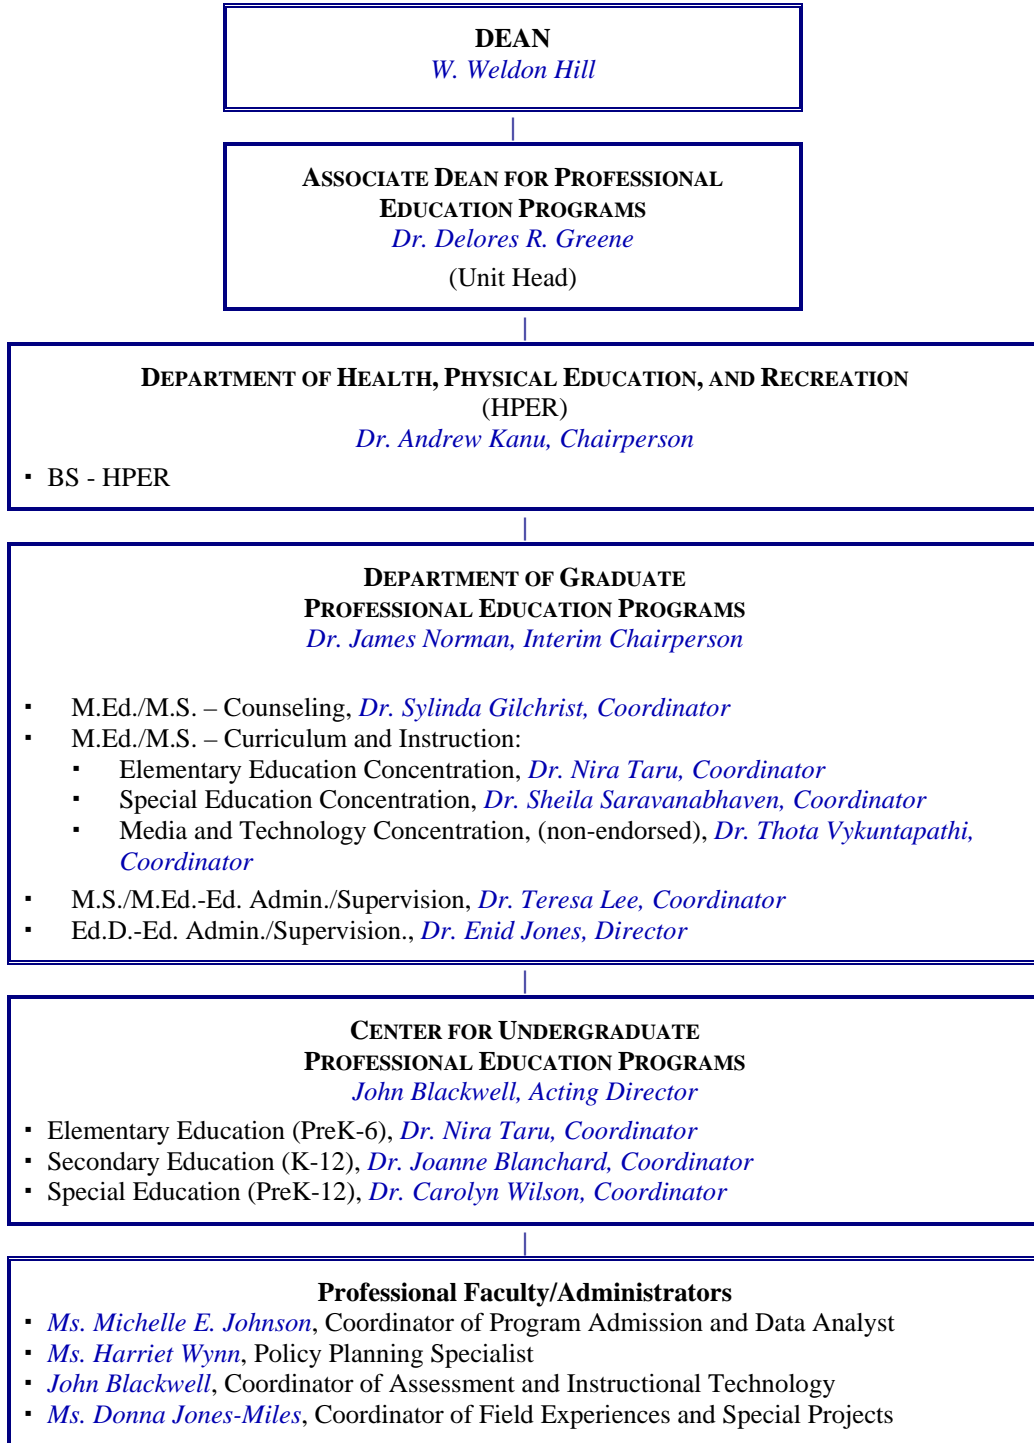 DEAN
W. Weldon Hill
ASSOCIATE DEAN FOR PROFESSIONAL
EDUCATION PROGRAMS
Dr. Delores R. Greene
(Unit Head)
DEPARTMENT OF HEALTH, PHYSICAL EDUCATION, AND RECREATION
(HPER)
Dr. Andrew Kanu, Chairperson
▪ BS - HPER
DEPARTMENT OF GRADUATE
PROFESSIONAL EDUCATION PROGRAMS
Dr. James Norman, Interim Chairperson
▪ M.Ed./M.S. – Counseling, Dr. Sylinda Gilchrist, Coordinator
▪ M.Ed./M.S. – Curriculum and Instruction:
▪ Elementary Education Concentration, Dr. Nira Taru, Coordinator
▪ Special Education Concentration, Dr. Sheila Saravanabhaven, Coordinator
▪ Media and Technology Concentration, (non-endorsed), Dr. Thota Vykuntapathi,
Coordinator
▪ M.S./M.Ed.-Ed. Admin./Supervision, Dr. Teresa Lee, Coordinator
▪ Ed.D.-Ed. Admin./Supervision., Dr. Enid Jones, Director
CENTER FOR UNDERGRADUATE
PROFESSIONAL EDUCATION PROGRAMS
John Blackwell, Acting Director
▪ Elementary Education (PreK-6), Dr. Nira Taru, Coordinator
▪ Secondary Education (K-12), Dr. Joanne Blanchard, Coordinator
▪ Special Education (PreK-12), Dr. Carolyn Wilson, Coordinator
Professional Faculty/Administrators
▪ Ms. Michelle E. Johnson, Coordinator of Program Admission and Data Analyst
▪ Ms. Harriet Wynn, Policy Planning Specialist
▪ John Blackwell, Coordinator of Assessment and Instructional Technology
▪ Ms. Donna Jones-Miles, Coordinator of Field Experiences and Special Projects